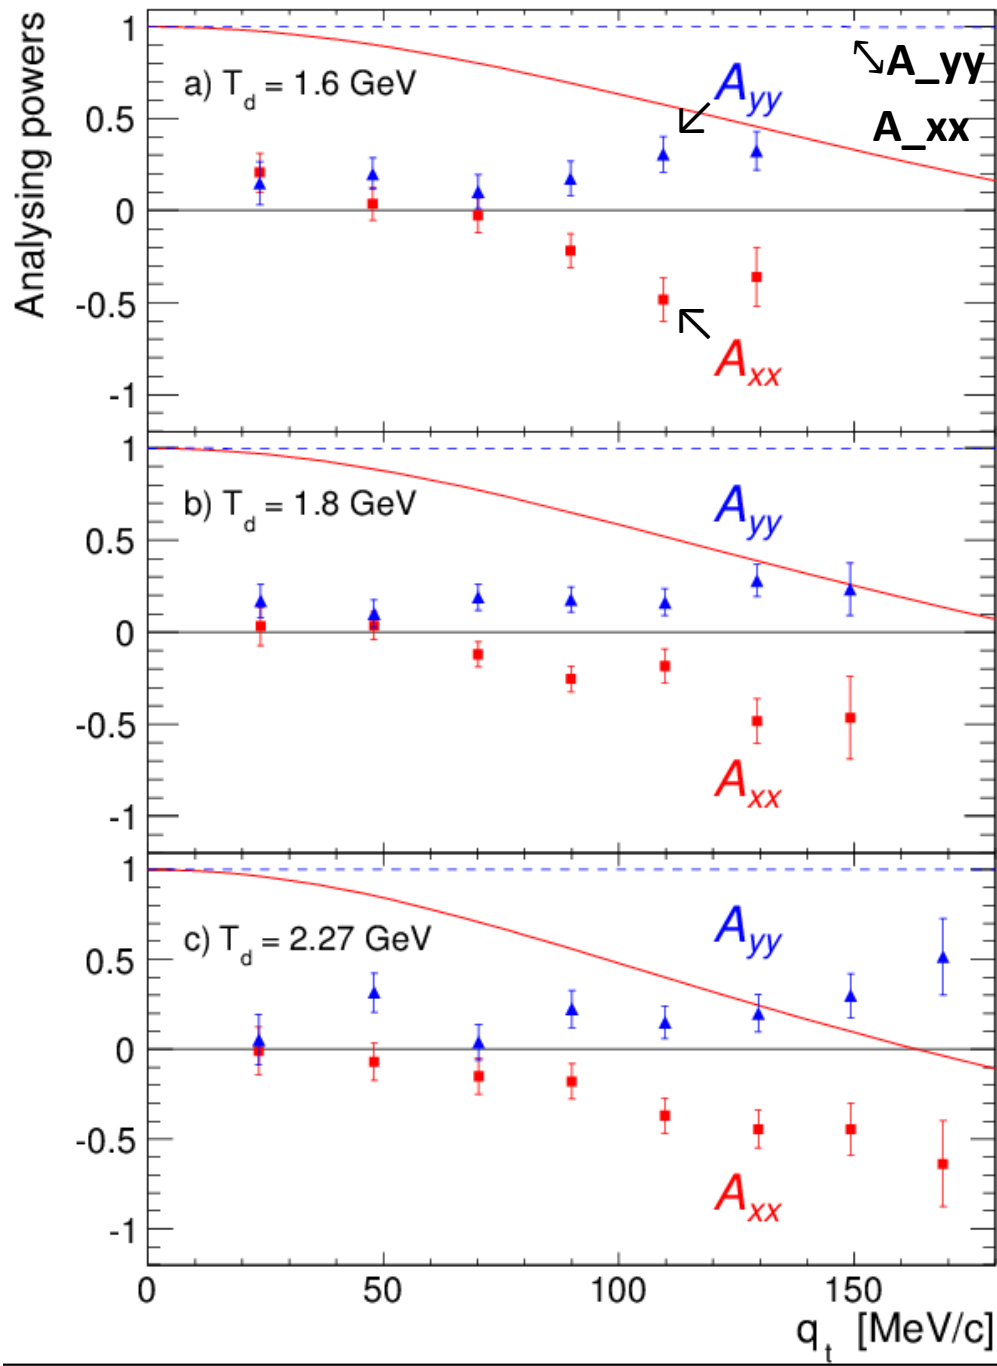 Analysing powers
1
0.5
0
-0.5
-1
a) T_d = 1.6 GeV
A_yy
A_yy
A_xx
A_xx
1
0.5
0
-0.5
-1
b) T_d = 1.8 GeV
A_yy
A_xx
1
0.5
0
-0.5
-1
c) T_d = 2.27 GeV
A_yy
A_xx
0 50 100 150
q_t [MeV/c]